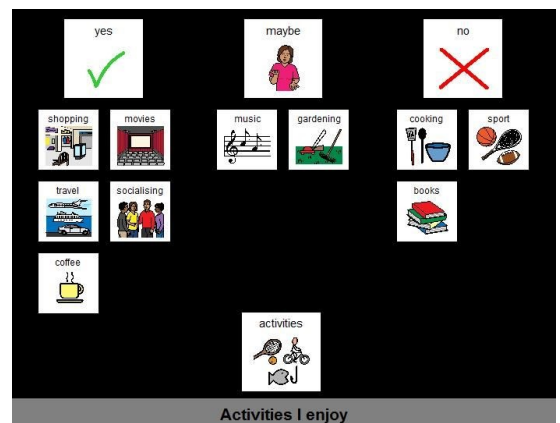 yes maybe no
shopping movies music gardening cooking sport
travel socialising books
coffee
activities
Activities I enjoy